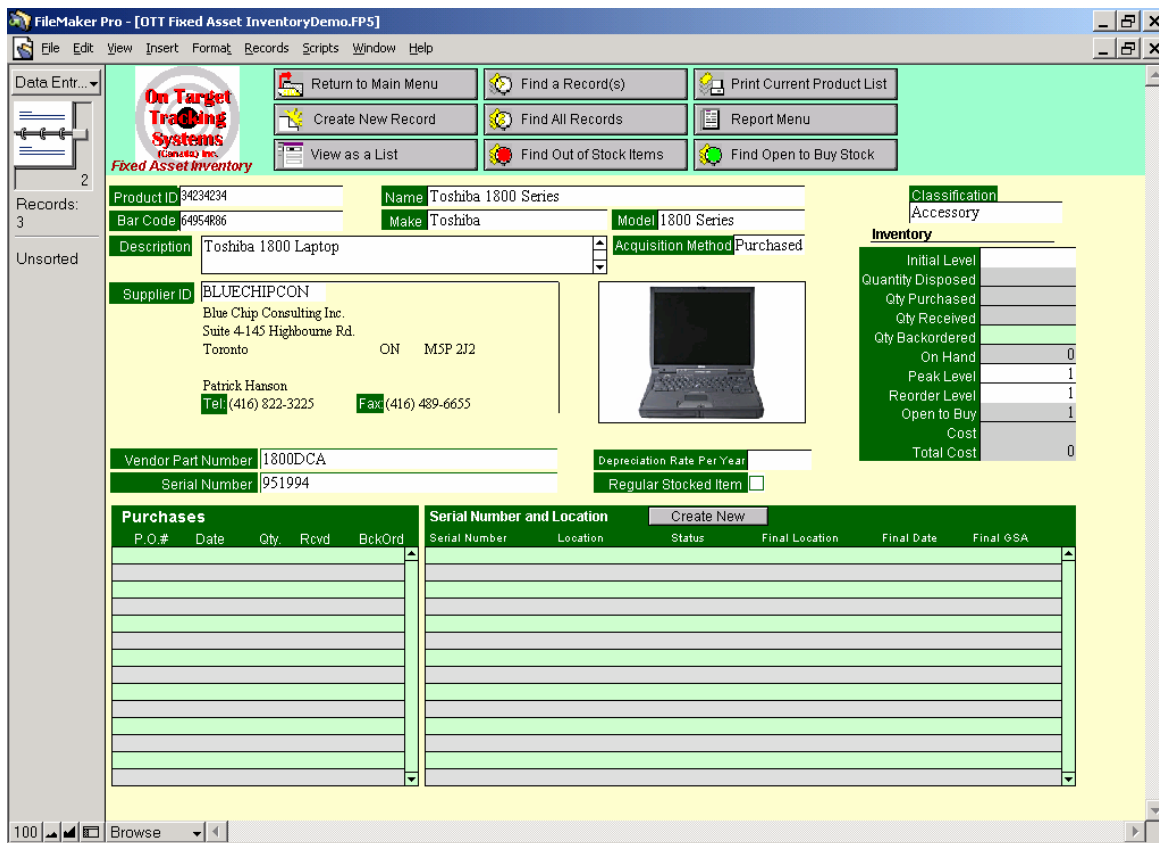 FileMaker Pro - [OTT Fixed Asset InventoryDemo.FP5]
File Edit View Insert Format Records Scripts Window Help
Data Entr...
2
Records:
3
Unsorted
On Target
Tracking
Systems
(Canada) Inc.
Fixed Asset Inventory
Return to Main Menu Find a Record(s) Print Current Product List
Create New Record Find All Records Report Menu
View as a List Find Out of Stock Items Find Open to Buy Stock
Product ID 34234234 Name Toshiba 1800 Series Classification
Accessory
Bar Code 64954R86 Make Toshiba Model 1800 Series
Description Toshiba 1800 Laptop Acquisition Method Purchased
Supplier ID BLUECHIPCON
Blue Chip Consulting Inc.
Suite 4-145 Highbourne Rd.
Toronto ON M5P 2J2
Patrick Hanson
Tel: (416) 822-3225 Fax: (416) 489-6655
Inventory
Initial Level
Quantity Disposed
Qty Purchased
Qty Received
Qty Backordered
On Hand 0
Peak Level 1
Reorder Level 1
Open to Buy 1
Cost
Total Cost 0
Vendor Part Number 1800DCA Depreciation Rate Per Year
Serial Number 951994 Regular Stocked Item
Purchases
P.O.# Date Qty. Rcvd BckOrd
Serial Number and Location Create New
Serial Number Location Status Final Location Final Date Final GSA
100 Browse